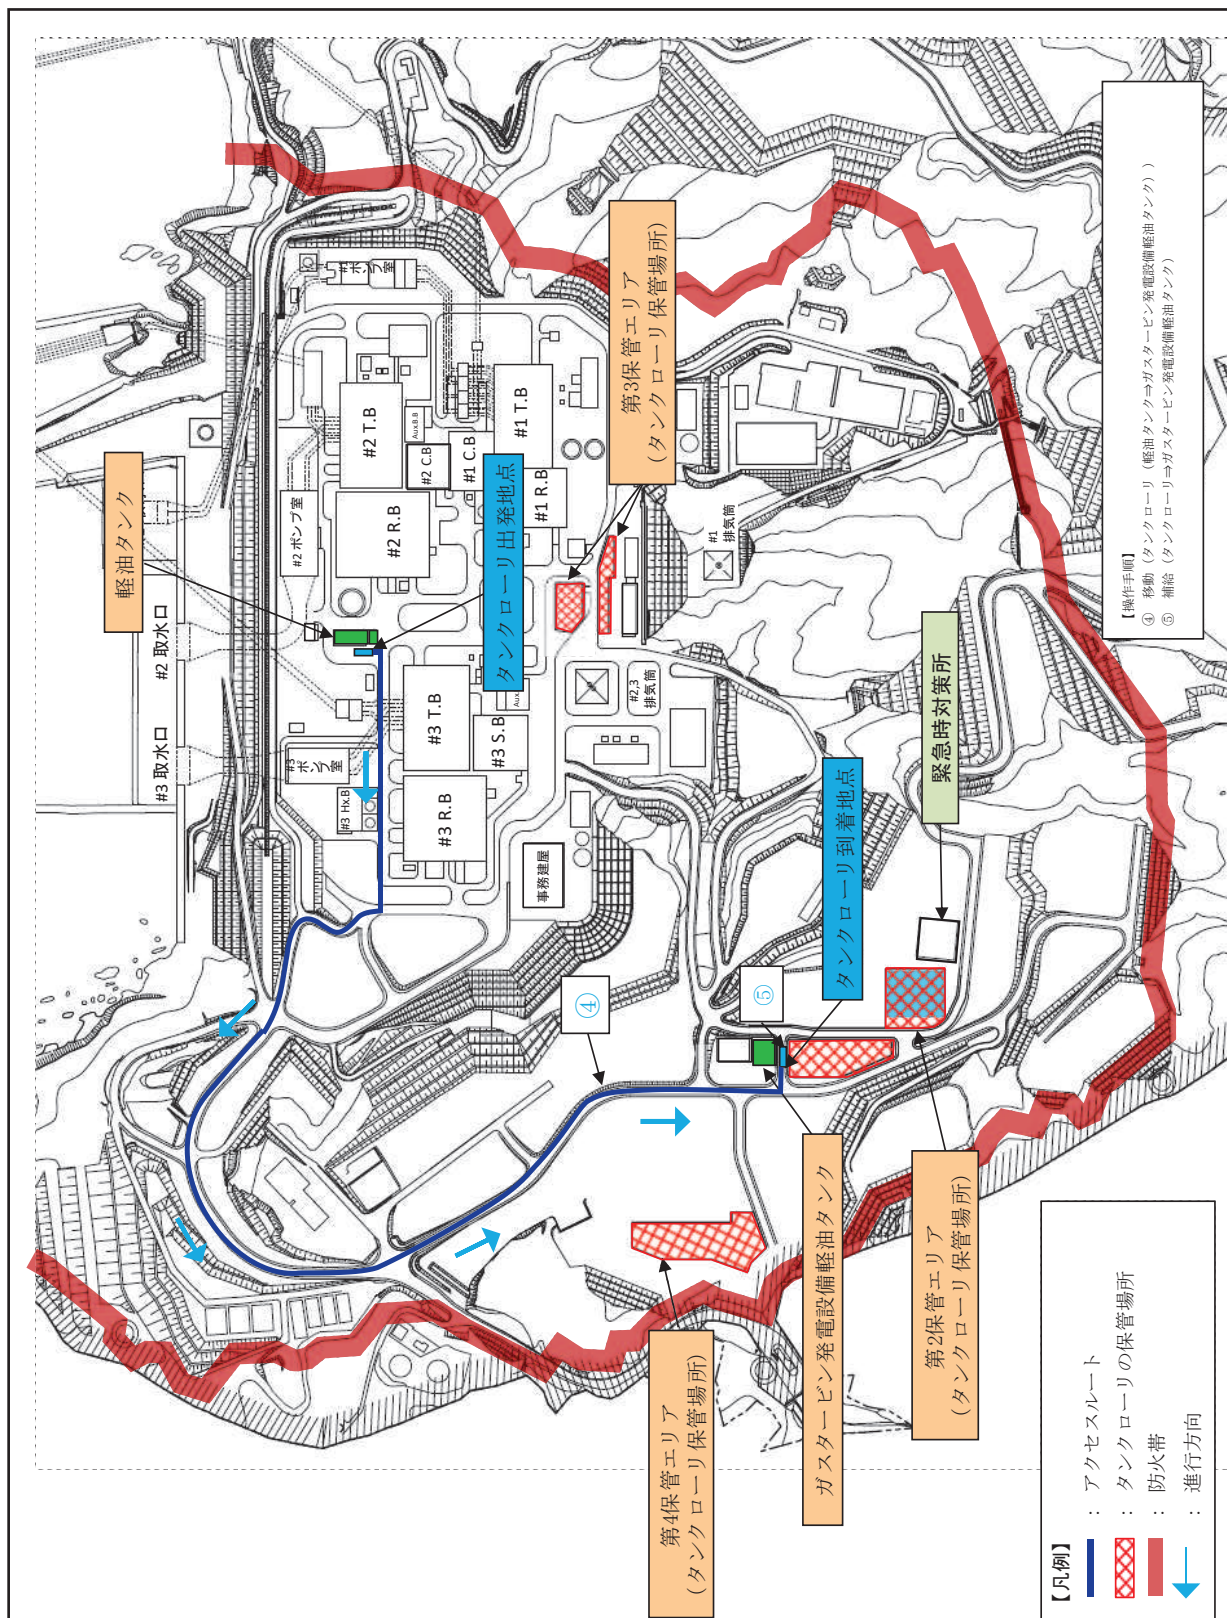 軽油タンク
#3 取水口
#2 取水口
#1
ポンプ室
#2 ポンプ室
#3
ポンプ室
#3 Hx.B
#2 T.B
Aux.B.B
#2 C.B
#1 C.B
#1 T.B
#2 R.B
#1 R.B
タンクローリ出発地点
#3 T.B
Aux.
#3 S.B
#3 R.B
事務建屋
第3保管エリア
(タンクローリ保管場所)
#1
排気筒
#2,3
排気筒
緊急時対策所
タンクローリ到着地点
④
⑤
第4保管エリア
(タンクローリ保管場所)
ガスタービン発電設備軽油タンク
第2保管エリア
(タンクローリ保管場所)
【操作手順】
④ 移動 (タンクローリ (軽油タンク⇒ガスタービン発電設備軽油タンク))
⑤ 補給 (タンクローリ⇒ガスタービン発電設備軽油タンク)
【凡例】
: アクセスルート
: タンクローリの保管場所
: 防火帯
: 進行方向